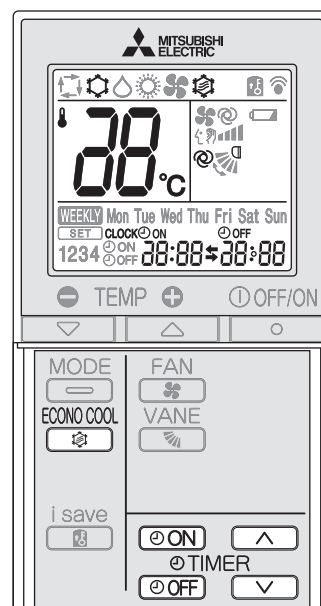 MITSUBISHI
ELECTRIC
88°C
WEEKLY Mon Tue Wed Thu Fri Sat Sun
SET CLOCK ON OFF
1234 ON OFF 88:88 88:88
TEMP OFF/ON
MODE FAN
ECONO COOL VANE
i save
ON
TIMER
OFF